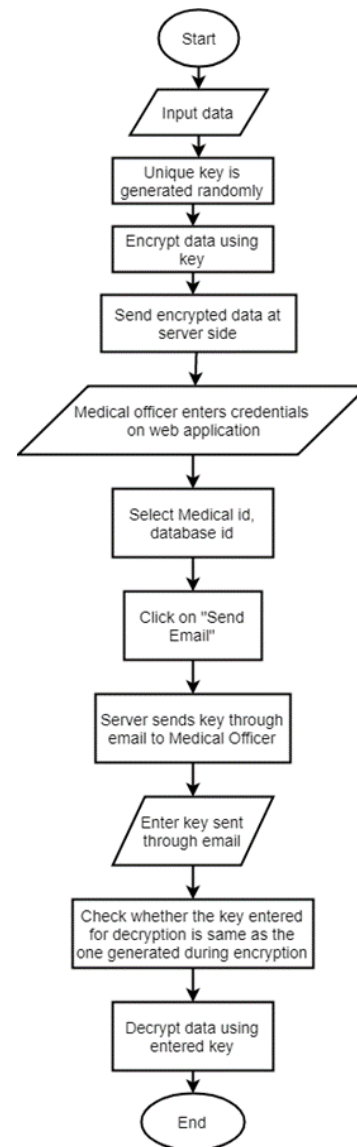 Start
Input data
Unique key is
generated randomly
Encrypt data using
key
Send encrypted data at
server side
Medical officer enters credentials
on web application
Select Medical id,
database id
Click on "Send
Email"
Server sends key through
email to Medical Officer
Enter key sent
through email
Check whether the key entered
for decryption is same as the
one generated during encryption
Decrypt data using
entered key
End